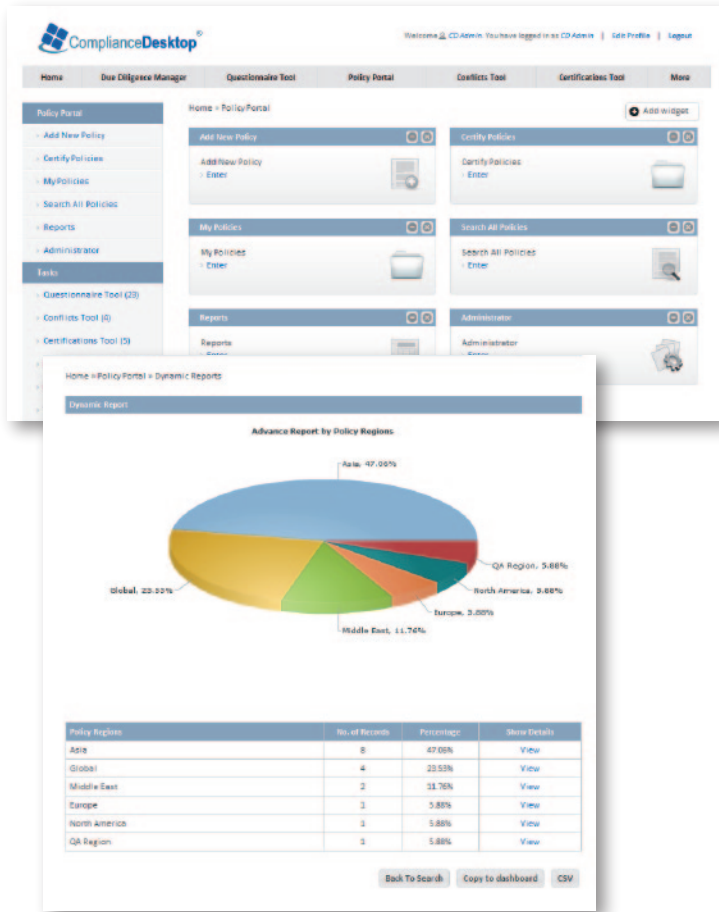 ComplianceDesktop®
Welcome CD Admin. You have logged in as CD Admin | Edit Profile | Logout
Home Due Diligence Manager Questionnaire Tool Policy Portal Conflicts Tool Certifications Tool More
Policy Portal
Add New Policy
Certify Policies
My Policies
Search All Policies
Reports
Administrator
Tasks
Questionnaire Tool (23)
Conflicts Tool (4)
Certifications Tool (5)
Home » Policy Portal
Add widget
Add New Policy
Add New Policy
Enter
Certify Policies
Certify Policies
Enter
My Policies
My Policies
Enter
Search All Policies
Search All Policies
Enter
Reports
Reports
Enter
Administrator
Administrator
Home » Policy Portal » Dynamic Reports
Dynamic Report
Advance Report by Policy Regions
Asia, 47.06%
QA Region, 5.88%
North America, 5.88%
Europe, 5.88%
Middle East, 11.76%
Global, 23.53%
Policy Regions No. of Records Percentage Show Details
Asia 8 47.06% View
Global 4 23.53% View
Middle East 2 11.76% View
Europe 1 5.88% View
North America 1 5.88% View
QA Region 1 5.88% View
Back To Search Copy to dashboard CSV